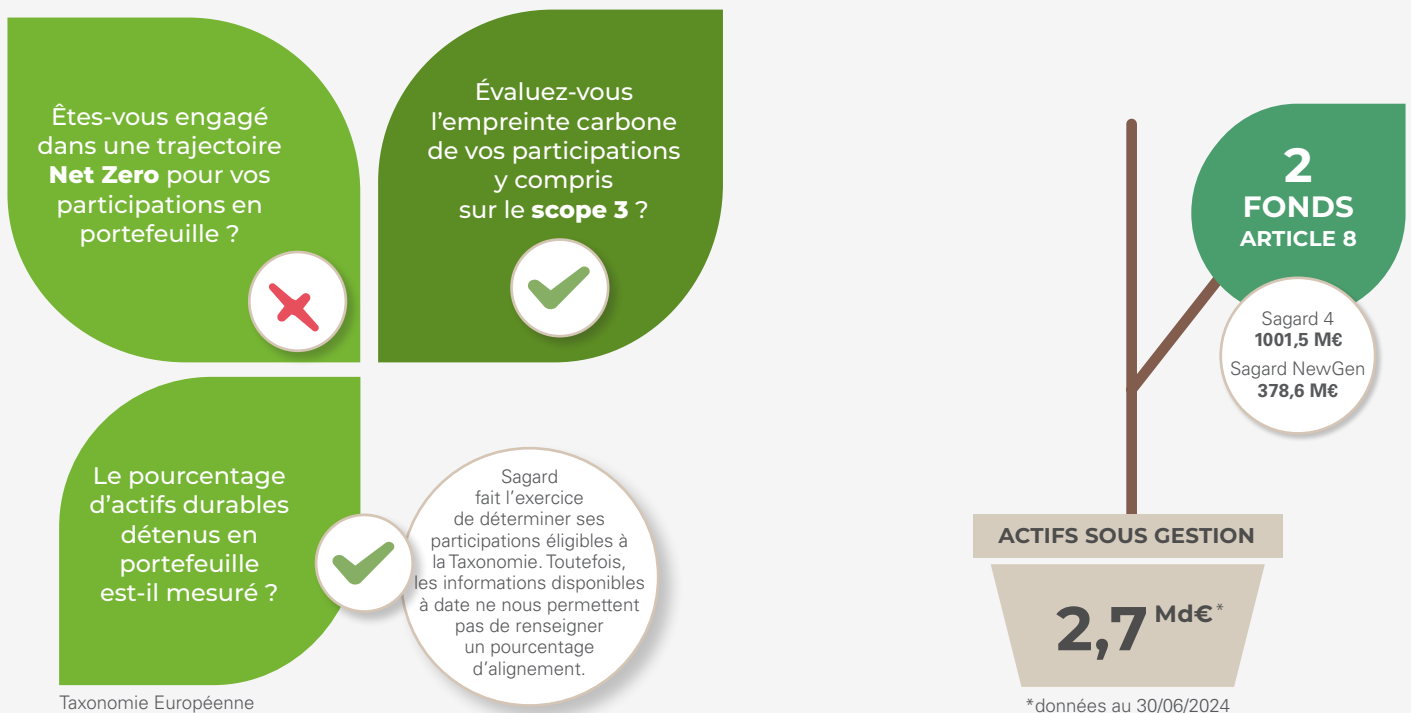 Êtes-vous engagé
dans une trajectoire
Net Zero pour vos
participations en
portefeuille ?
Évaluez-vous
l’empreinte carbone
de vos participations
y compris
sur le scope 3 ?
Le pourcentage
d’actifs durables
détenus en
portefeuille
est-il mesuré ?
Sagard
fait l’exercice
de déterminer ses
participations éligibles à
la Taxonomie. Toutefois,
les informations disponibles
à date ne nous permettent
pas de renseigner
un pourcentage
d’alignement.
Taxonomie Européenne
2
FONDS
ARTICLE 8
Sagard 4
1001,5 M€
Sagard NewGen
378,6 M€
ACTIFS SOUS GESTION
2,7 Md€*
*données au 30/06/2024